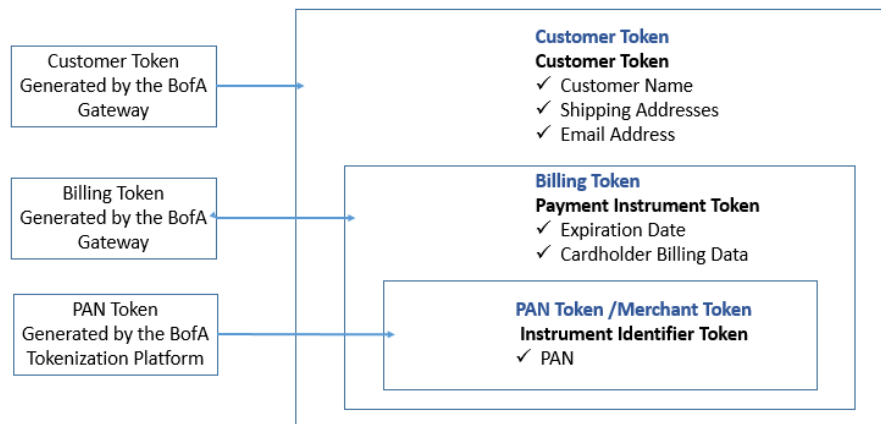 Customer Token
Generated by the BofA
Gateway
Customer Token
Customer Token
✓ Customer Name
✓ Shipping Addresses
✓ Email Address
Billing Token
Generated by the BofA
Gateway
Billing Token
Payment Instrument Token
✓ Expiration Date
✓ Cardholder Billing Data
PAN Token
Generated by the BofA
Tokenization Platform
PAN Token /Merchant Token
Instrument Identifier Token
✓ PAN